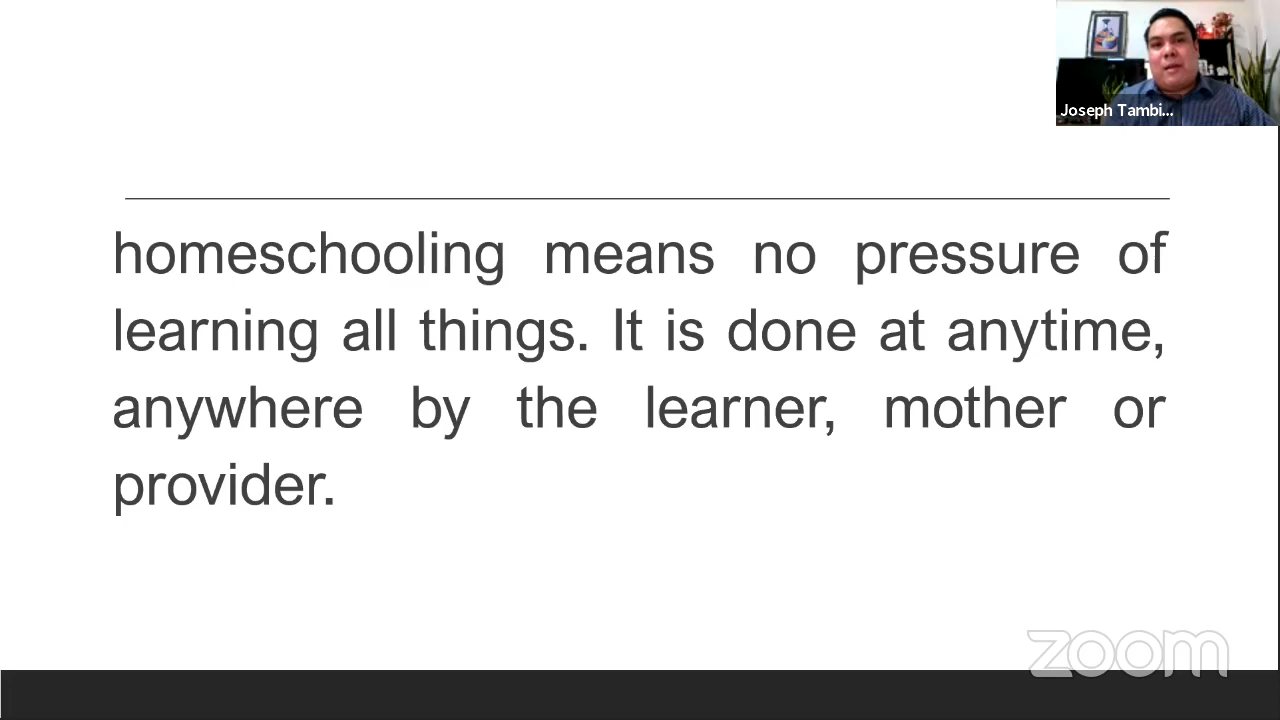 Joseph Tambi...
homeschooling means no pressure of
learning all things. It is done at anytime,
anywhere by the learner, mother or
provider.
zoom